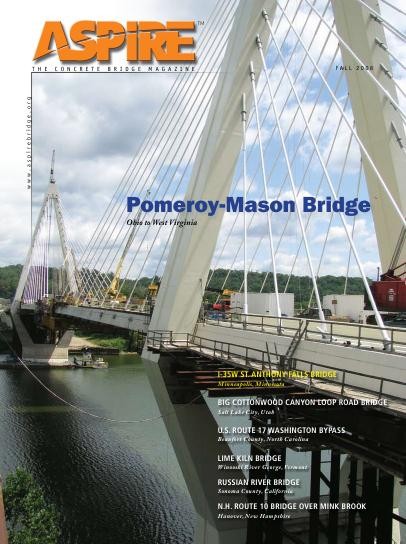 ASPIRE™
THE CONCRETE BRIDGE MAGAZINE
FALL 2008
www.aspirebridge.org
Pomeroy-Mason Bridge
Ohio to West Virginia
I-35W ST. ANTHONY FALLS BRIDGE
Minneapolis, Minnesota
BIG COTTONWOOD CANYON LOOP ROAD BRIDGE
Salt Lake City, Utah
U.S. ROUTE 17 WASHINGTON BYPASS
Beaufort County, North Carolina
LIME KILN BRIDGE
Winooski River Gorge, Vermont
RUSSIAN RIVER BRIDGE
Sonoma County, California
N.H. ROUTE 10 BRIDGE OVER MINK BROOK
Hanover, New Hampshire